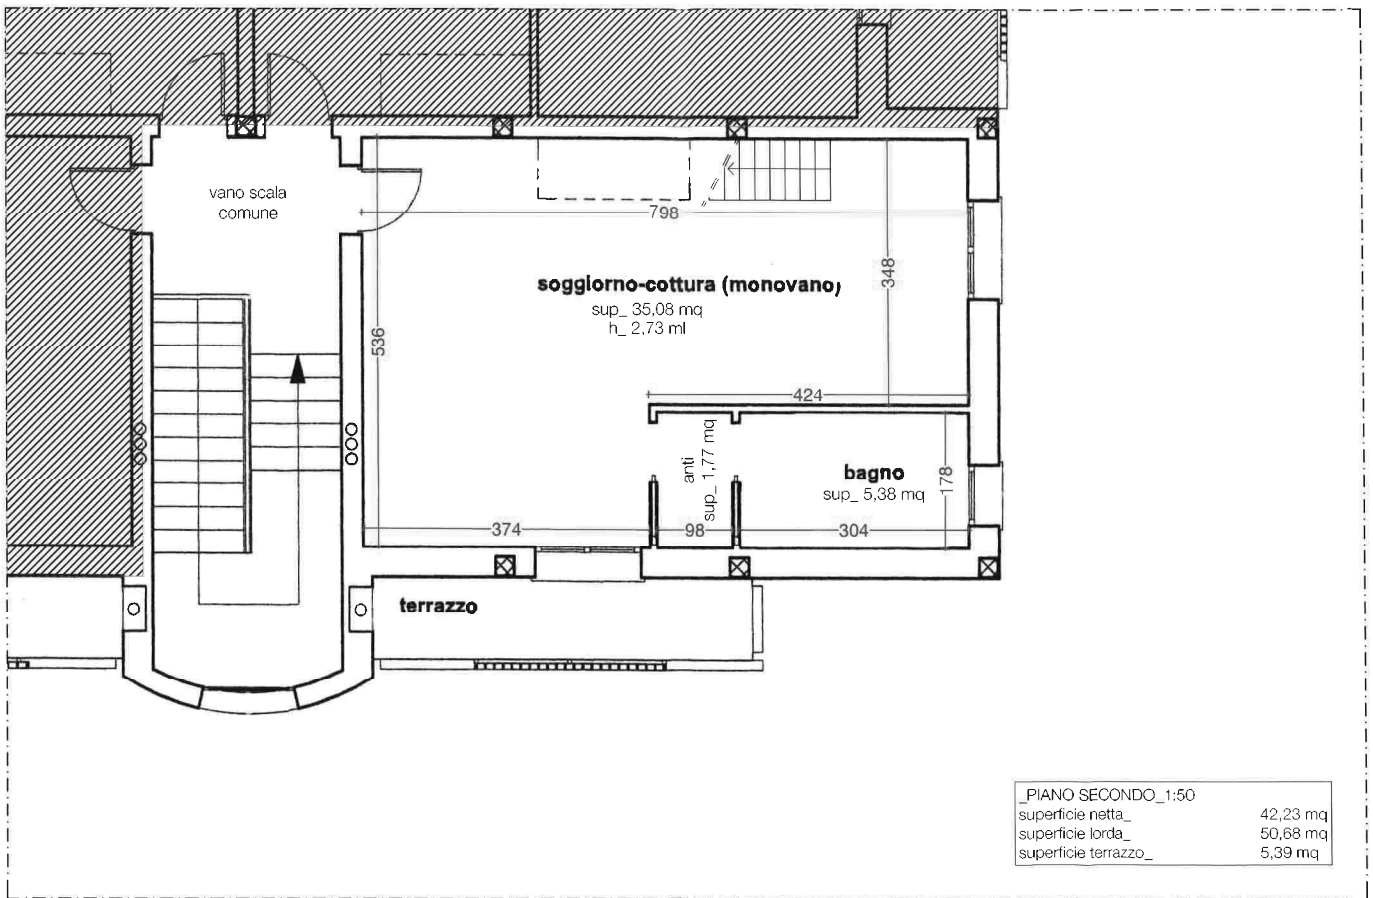 vano scala
comune
798
soggiorno-cottura (monovano)
sup_ 35,08 mq
h_ 2,73 ml
348
536
424
anti
sup_ 1,77 mq
bagno
sup_ 5,38 mq
178
374
98
304
terrazzo
_PIANO SECONDO_1:50
superficie netta_ 42,23 mq
superficie lorda_ 50,68 mq
superficie terrazzo_ 5,39 mq